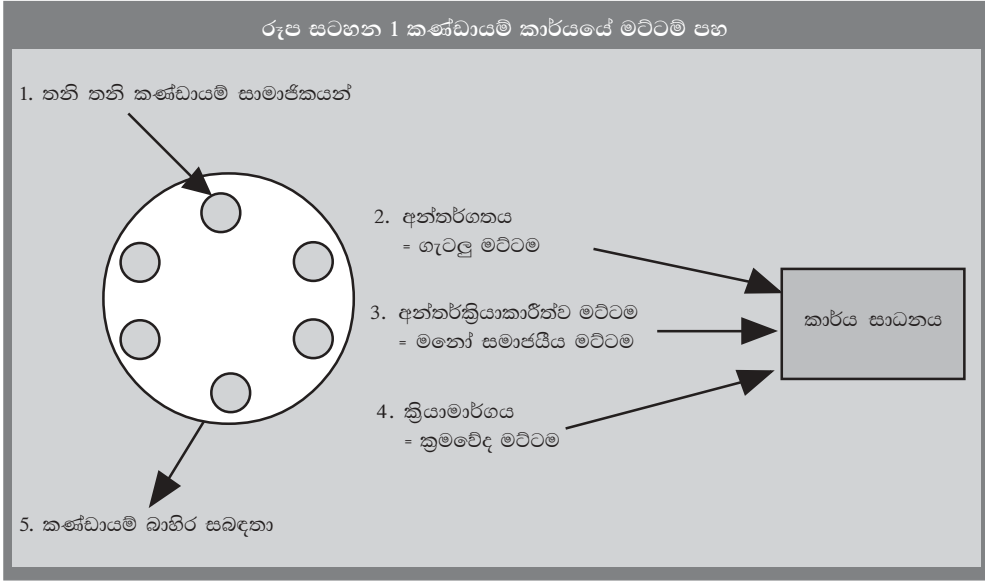 රූප සටහන 1 කණ්ඩායම් කාර්යයේ මට්ටම් පහ
1. තනි තනි කණ්ඩායම් සාමාජිකයන්
2. අන්තර්ගතය
= ගැටලු මට්ටම
3. අන්තර්ක්‍රියාකාරීත්ව මට්ටම
= මනෝ සමාජයීය මට්ටම
කාර්ය සාධනය
4. ක්‍රියාමාර්ගය
= ක්‍රමවේද මට්ටම
5. කණ්ඩායම් බාහිර සබඳතා